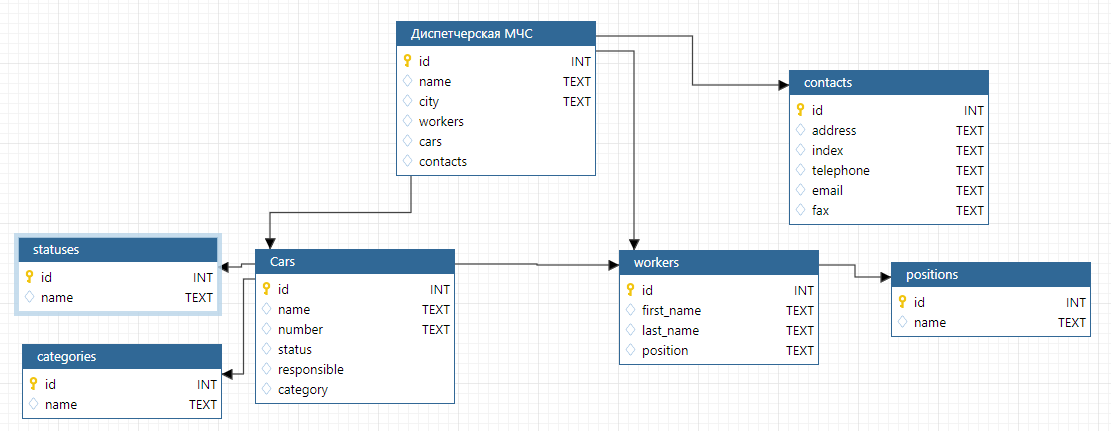 Диспетчерская МЧС
id INT
name TEXT
city TEXT
workers
cars
contacts
contacts
id INT
address TEXT
index TEXT
telephone TEXT
email TEXT
fax TEXT
statuses
id INT
name TEXT
Cars
id INT
name TEXT
number TEXT
status
responsible
category
workers
id INT
first_name TEXT
last_name TEXT
position TEXT
positions
id INT
name TEXT
categories
id INT
name TEXT